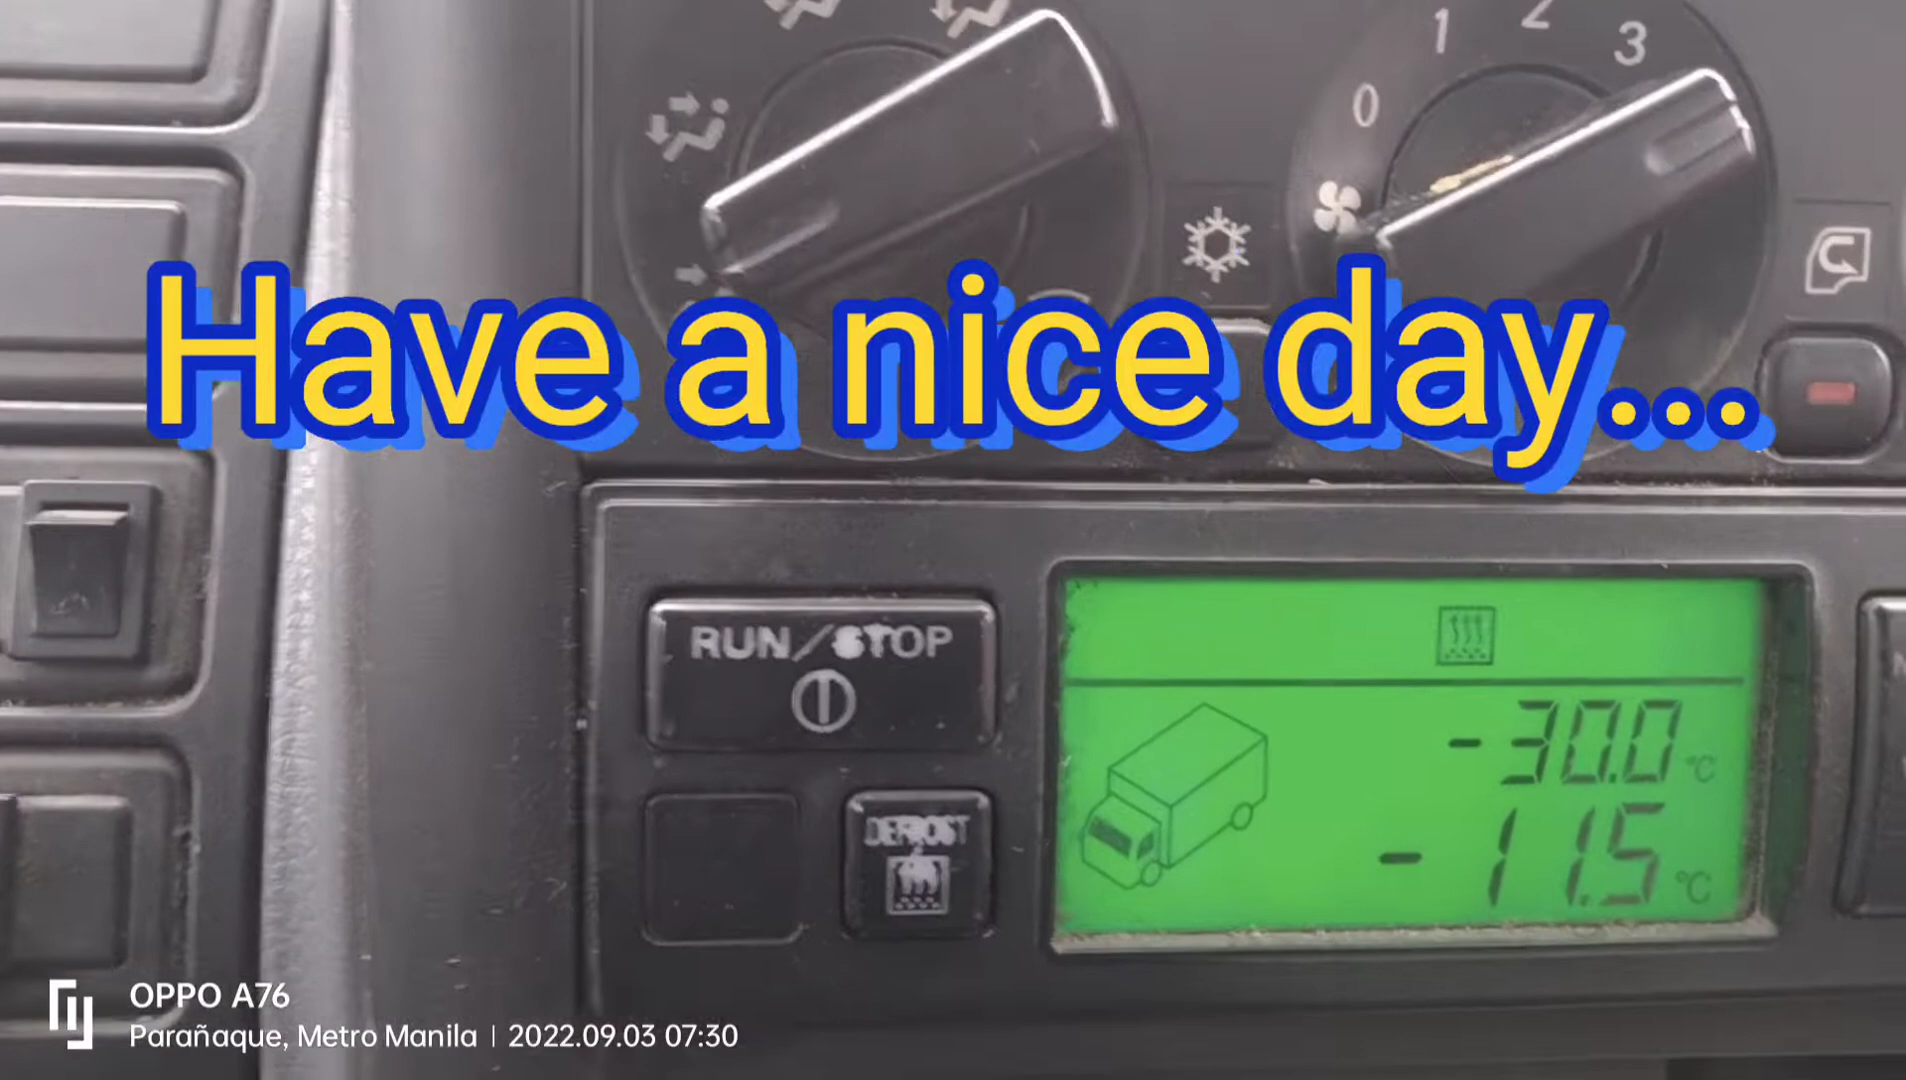 1 2 3
0
Have a nice day...
RUN/STOP
-30.0 °C
DEFROST
-11.5 °C
OPPO A76
Parañaque, Metro Manila | 2022.09.03 07:30